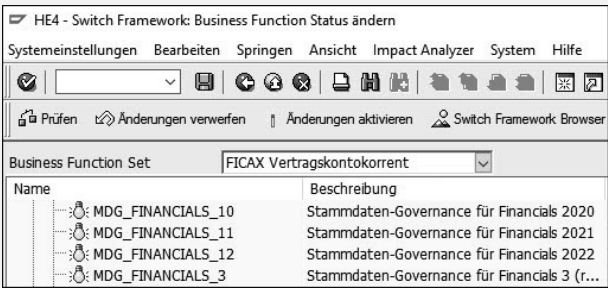 HE4 - Switch Framework: Business Function Status ändern
Systemeinstellungen Bearbeiten Springen Ansicht Impact Analyzer System Hilfe
Prüfen Änderungen verwerfen Änderungen aktivieren Switch Framework Browser
Business Function Set FICAX Vertragskontokorrent
Name Beschreibung
MDG_FINANCIALS_10 Stammdaten-Governance für Financials 2020
MDG_FINANCIALS_11 Stammdaten-Governance für Financials 2021
MDG_FINANCIALS_12 Stammdaten-Governance für Financials 2022
MDG_FINANCIALS_3 Stammdaten-Governance für Financials 3 (r...